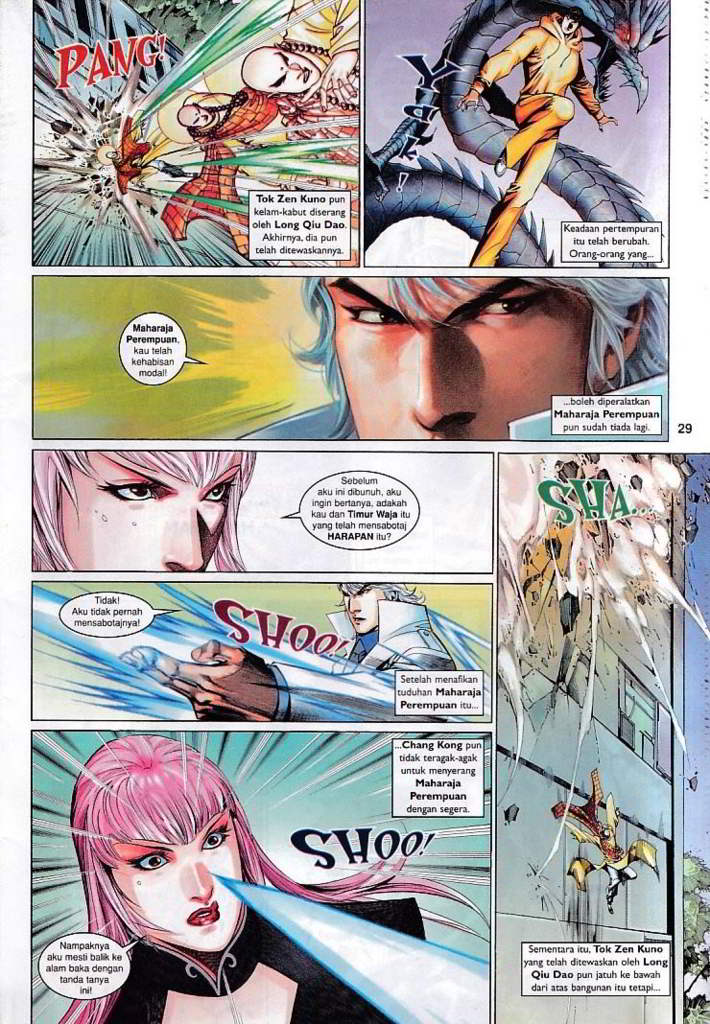 PANG!
Tok Zen Kuno pun
kelam-kabut diserang
oleh Long Qiu Dao.
Akhirnya, dia pun
telah ditewaskannya.
Keadaan pertempuran
itu telah berubah.
Orang-orang yang...
Maharaja
Perempuan,
kau telah
kehabisan
modal!
...boleh diperalatkan
Maharaja Perempuan
pun sudah tiada lagi.
29
Sebelum
aku ini dibunuh, aku
ingin bertanya, adakah
kau dan Timur Waja itu
yang telah mensabotaj
HARAPAN itu?
Tidak!
Aku tidak pernah
mensabotajnya!
SHOO!
Setelah menafikan
tuduhan Maharaja
Perempuan itu...
...Chang Kong pun
tidak teragak-agak
untuk menyerang
Maharaja
Perempuan
dengan segera.
SHOO!
Nampaknya
aku mesti balik ke
alam baka dengan
tanda tanya
ini!
SHA...
Sementara itu, Tok Zen Kuno
yang telah ditewaskan oleh Long
Qiu Dao pun jatuh ke bawah
dari atas bangunan itu tetapi...